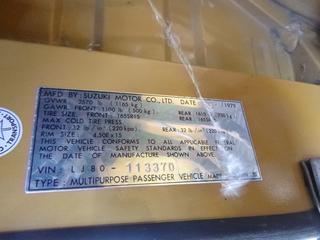 MFD BY: SUZUKI MOTOR CO., LTD. DATE /1979
GVWR 2570 lb (1165 kg)
GAWR FRONT 1100 lb (500 kg) REAR
TIRE SIZE: FRONT: 165SR15 REAR
MAX COLD TIRE PRESS
FRONT: 32 lb/in² (220 kpa) REAR: 32 lb/in² (220 kpa)
RIM SIZE: 4.50E×15
THIS VEHICLE CONFORMS TO ALL APPLICABLE FEDERAL
MOTOR VEHICLE SAFETY STANDARDS IN EFFECT ON
THE DATE OF MANUFACTURE SHOWN ABOVE.
VIN: LJ80-113370
TYPE: MULTIPURPOSE PASSENGER VEHICLE MADE